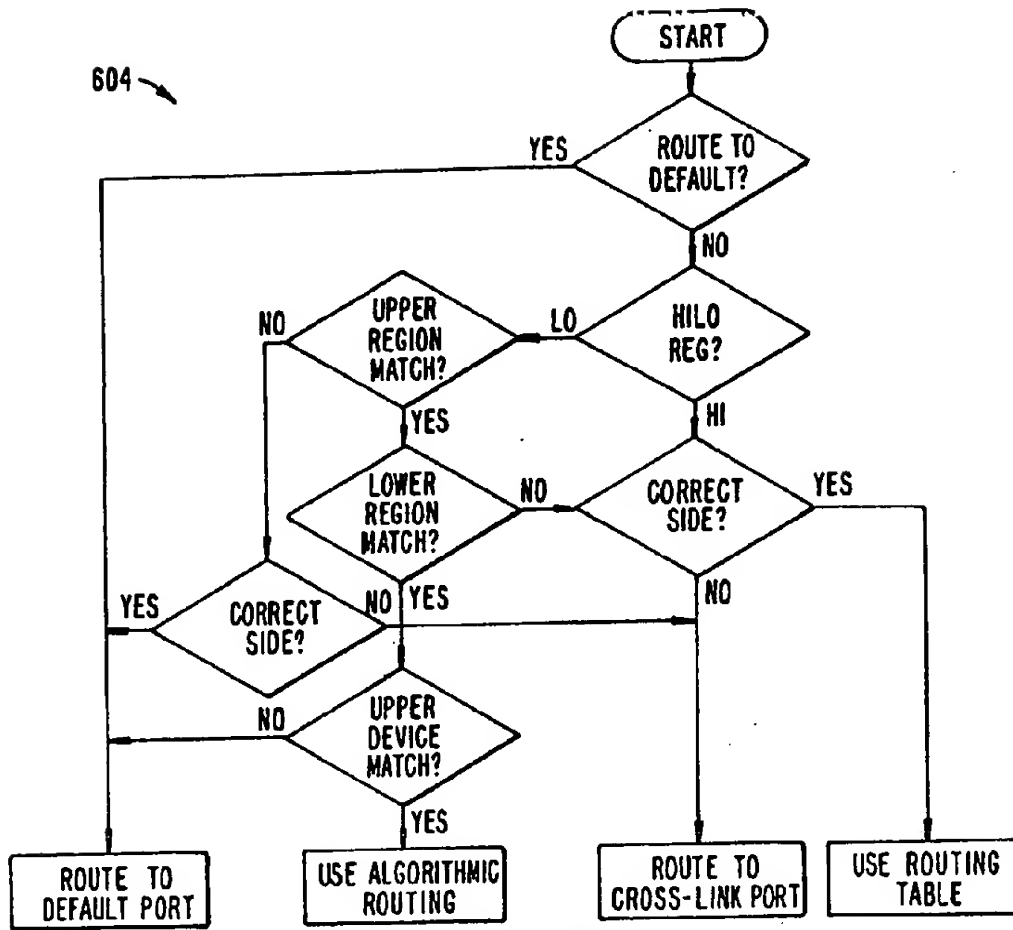 START
604
YES
ROUTE TO
DEFAULT?
NO
NO
UPPER
REGION
MATCH?
LO
HILO
REG?
YES
HI
LOWER
REGION
MATCH?
NO
CORRECT
SIDE?
YES
YES
CORRECT
SIDE?
NO
YES
NO
NO
UPPER
DEVICE
MATCH?
YES
ROUTE TO
DEFAULT PORT
USE ALGORITHMIC
ROUTING
ROUTE TO
CROSS-LINK PORT
USE ROUTING
TABLE